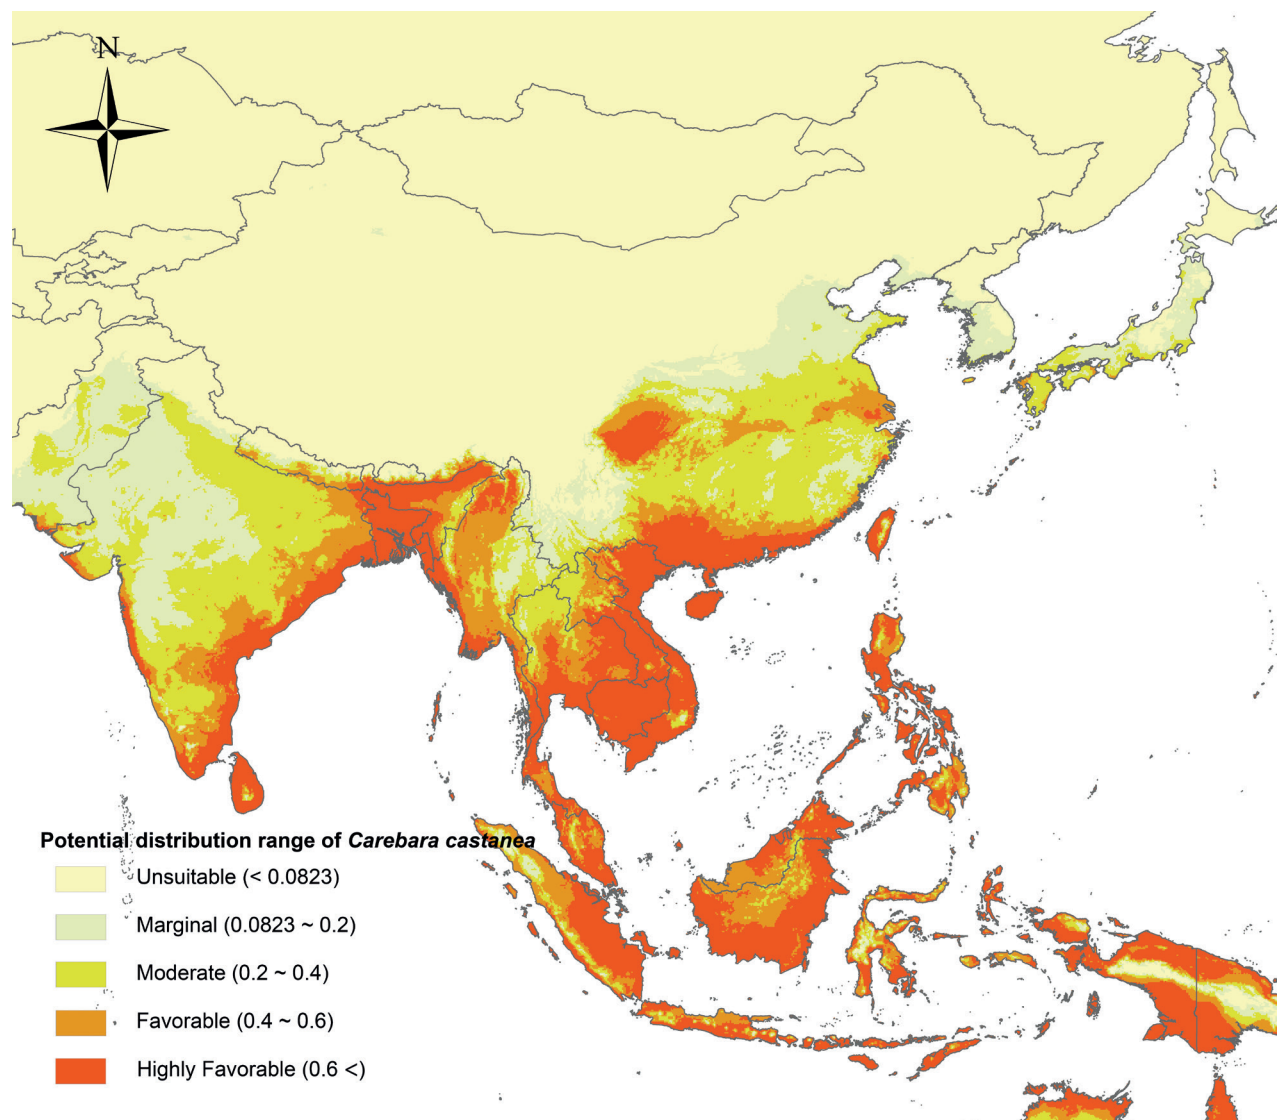 N
Potential distribution range of Carebara castanea
Unsuitable (< 0.0823)
Marginal (0.0823 ~ 0.2)
Moderate (0.2 ~ 0.4)
Favorable (0.4 ~ 0.6)
Highly Favorable (0.6 <)